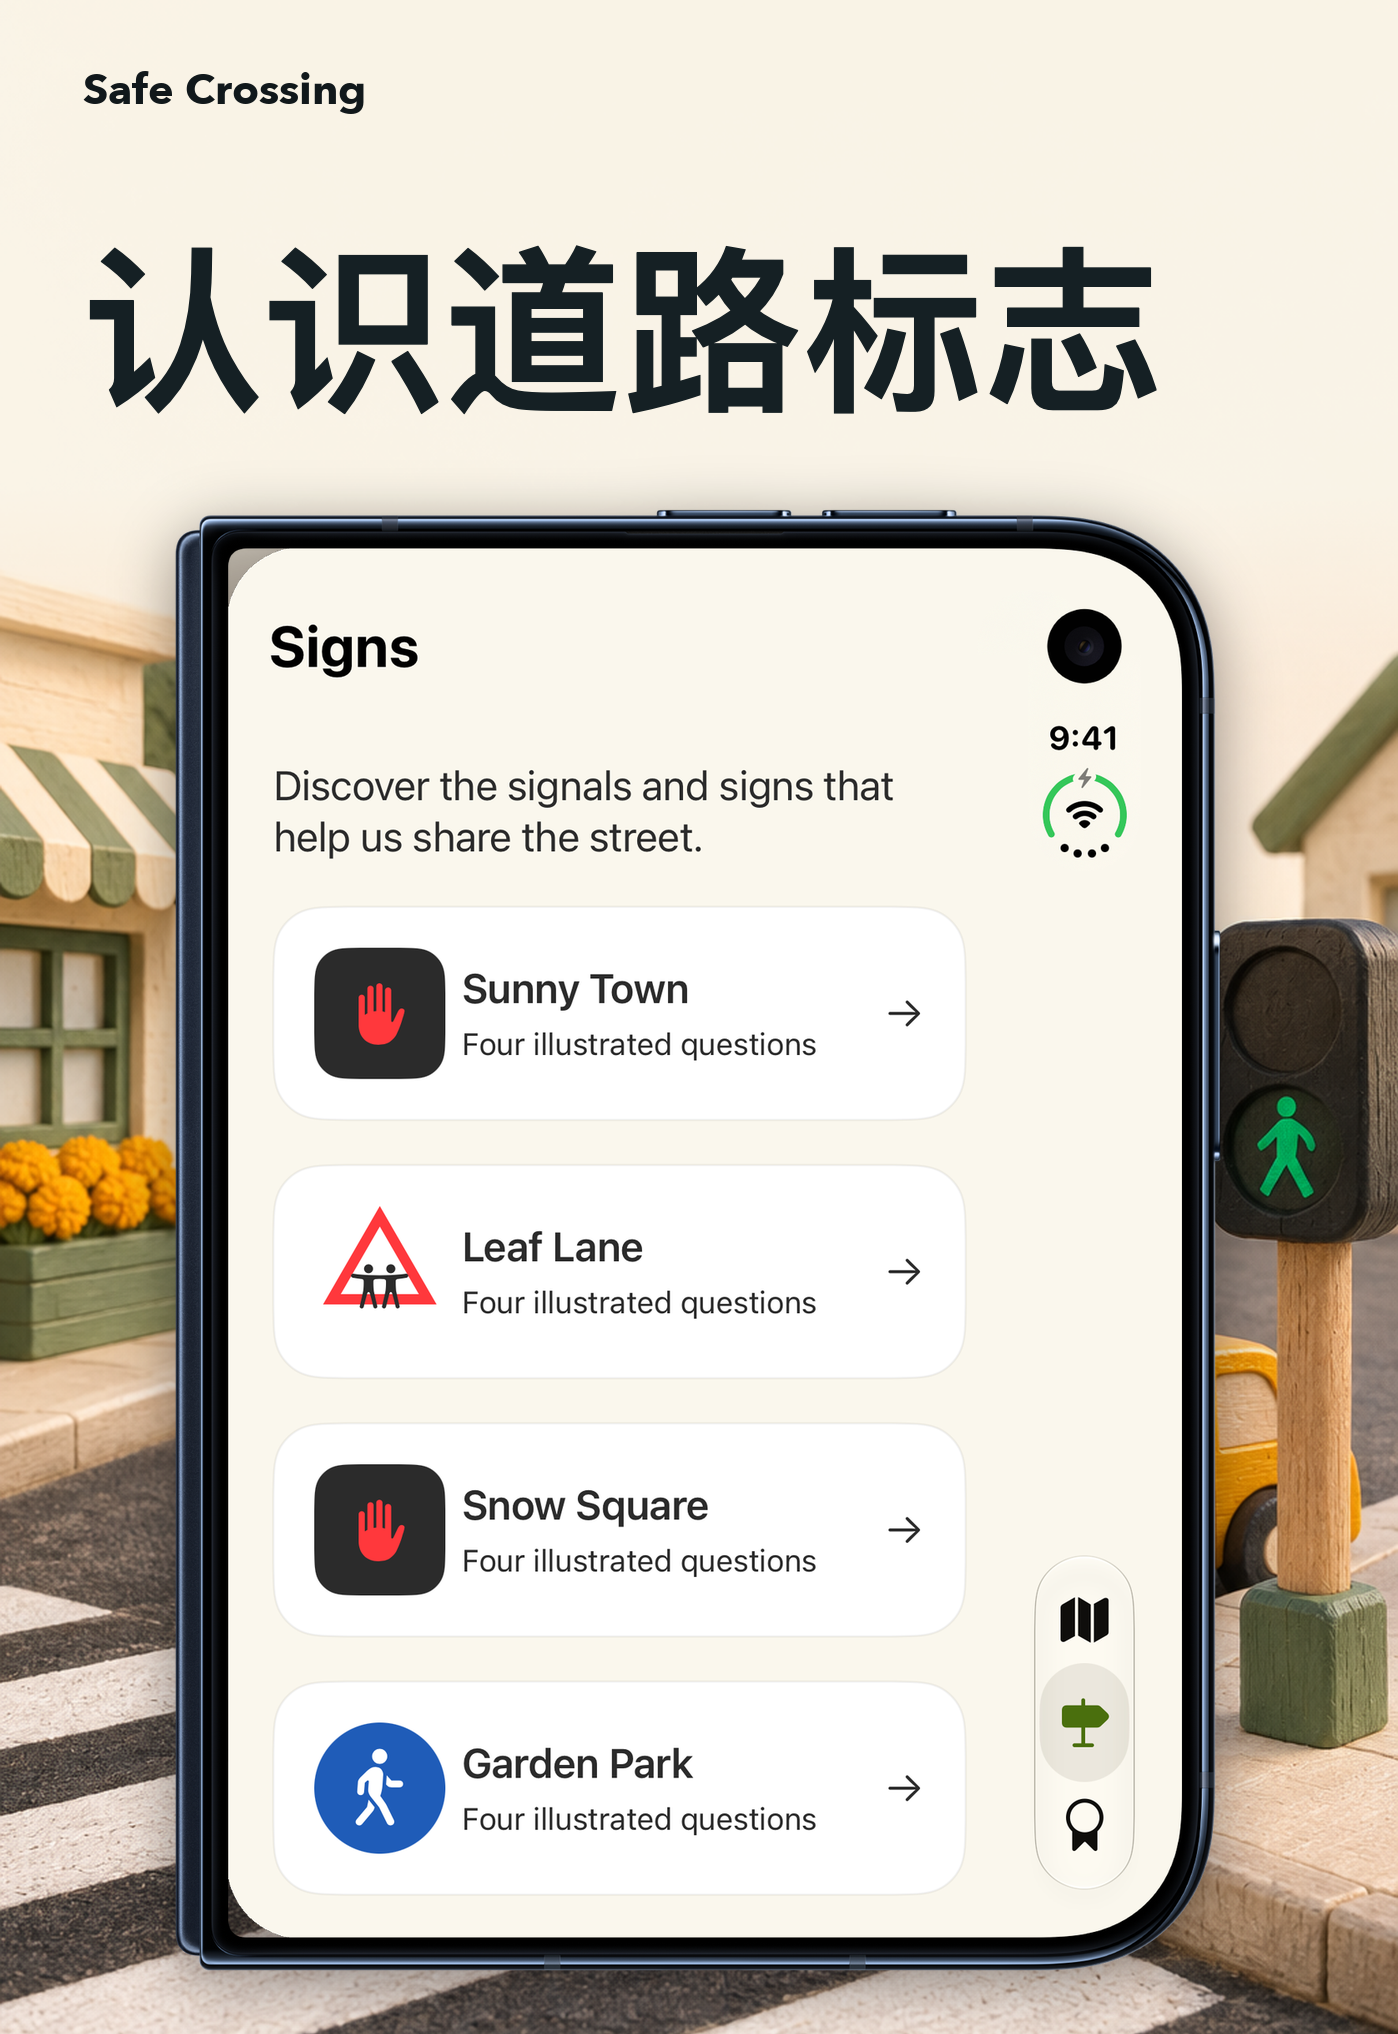 Safe Crossing
认识道路标志
Signs
9:41
Discover the signals and signs that
help us share the street.
Sunny Town
Four illustrated questions
Leaf Lane
Four illustrated questions
Snow Square
Four illustrated questions
Garden Park
Four illustrated questions